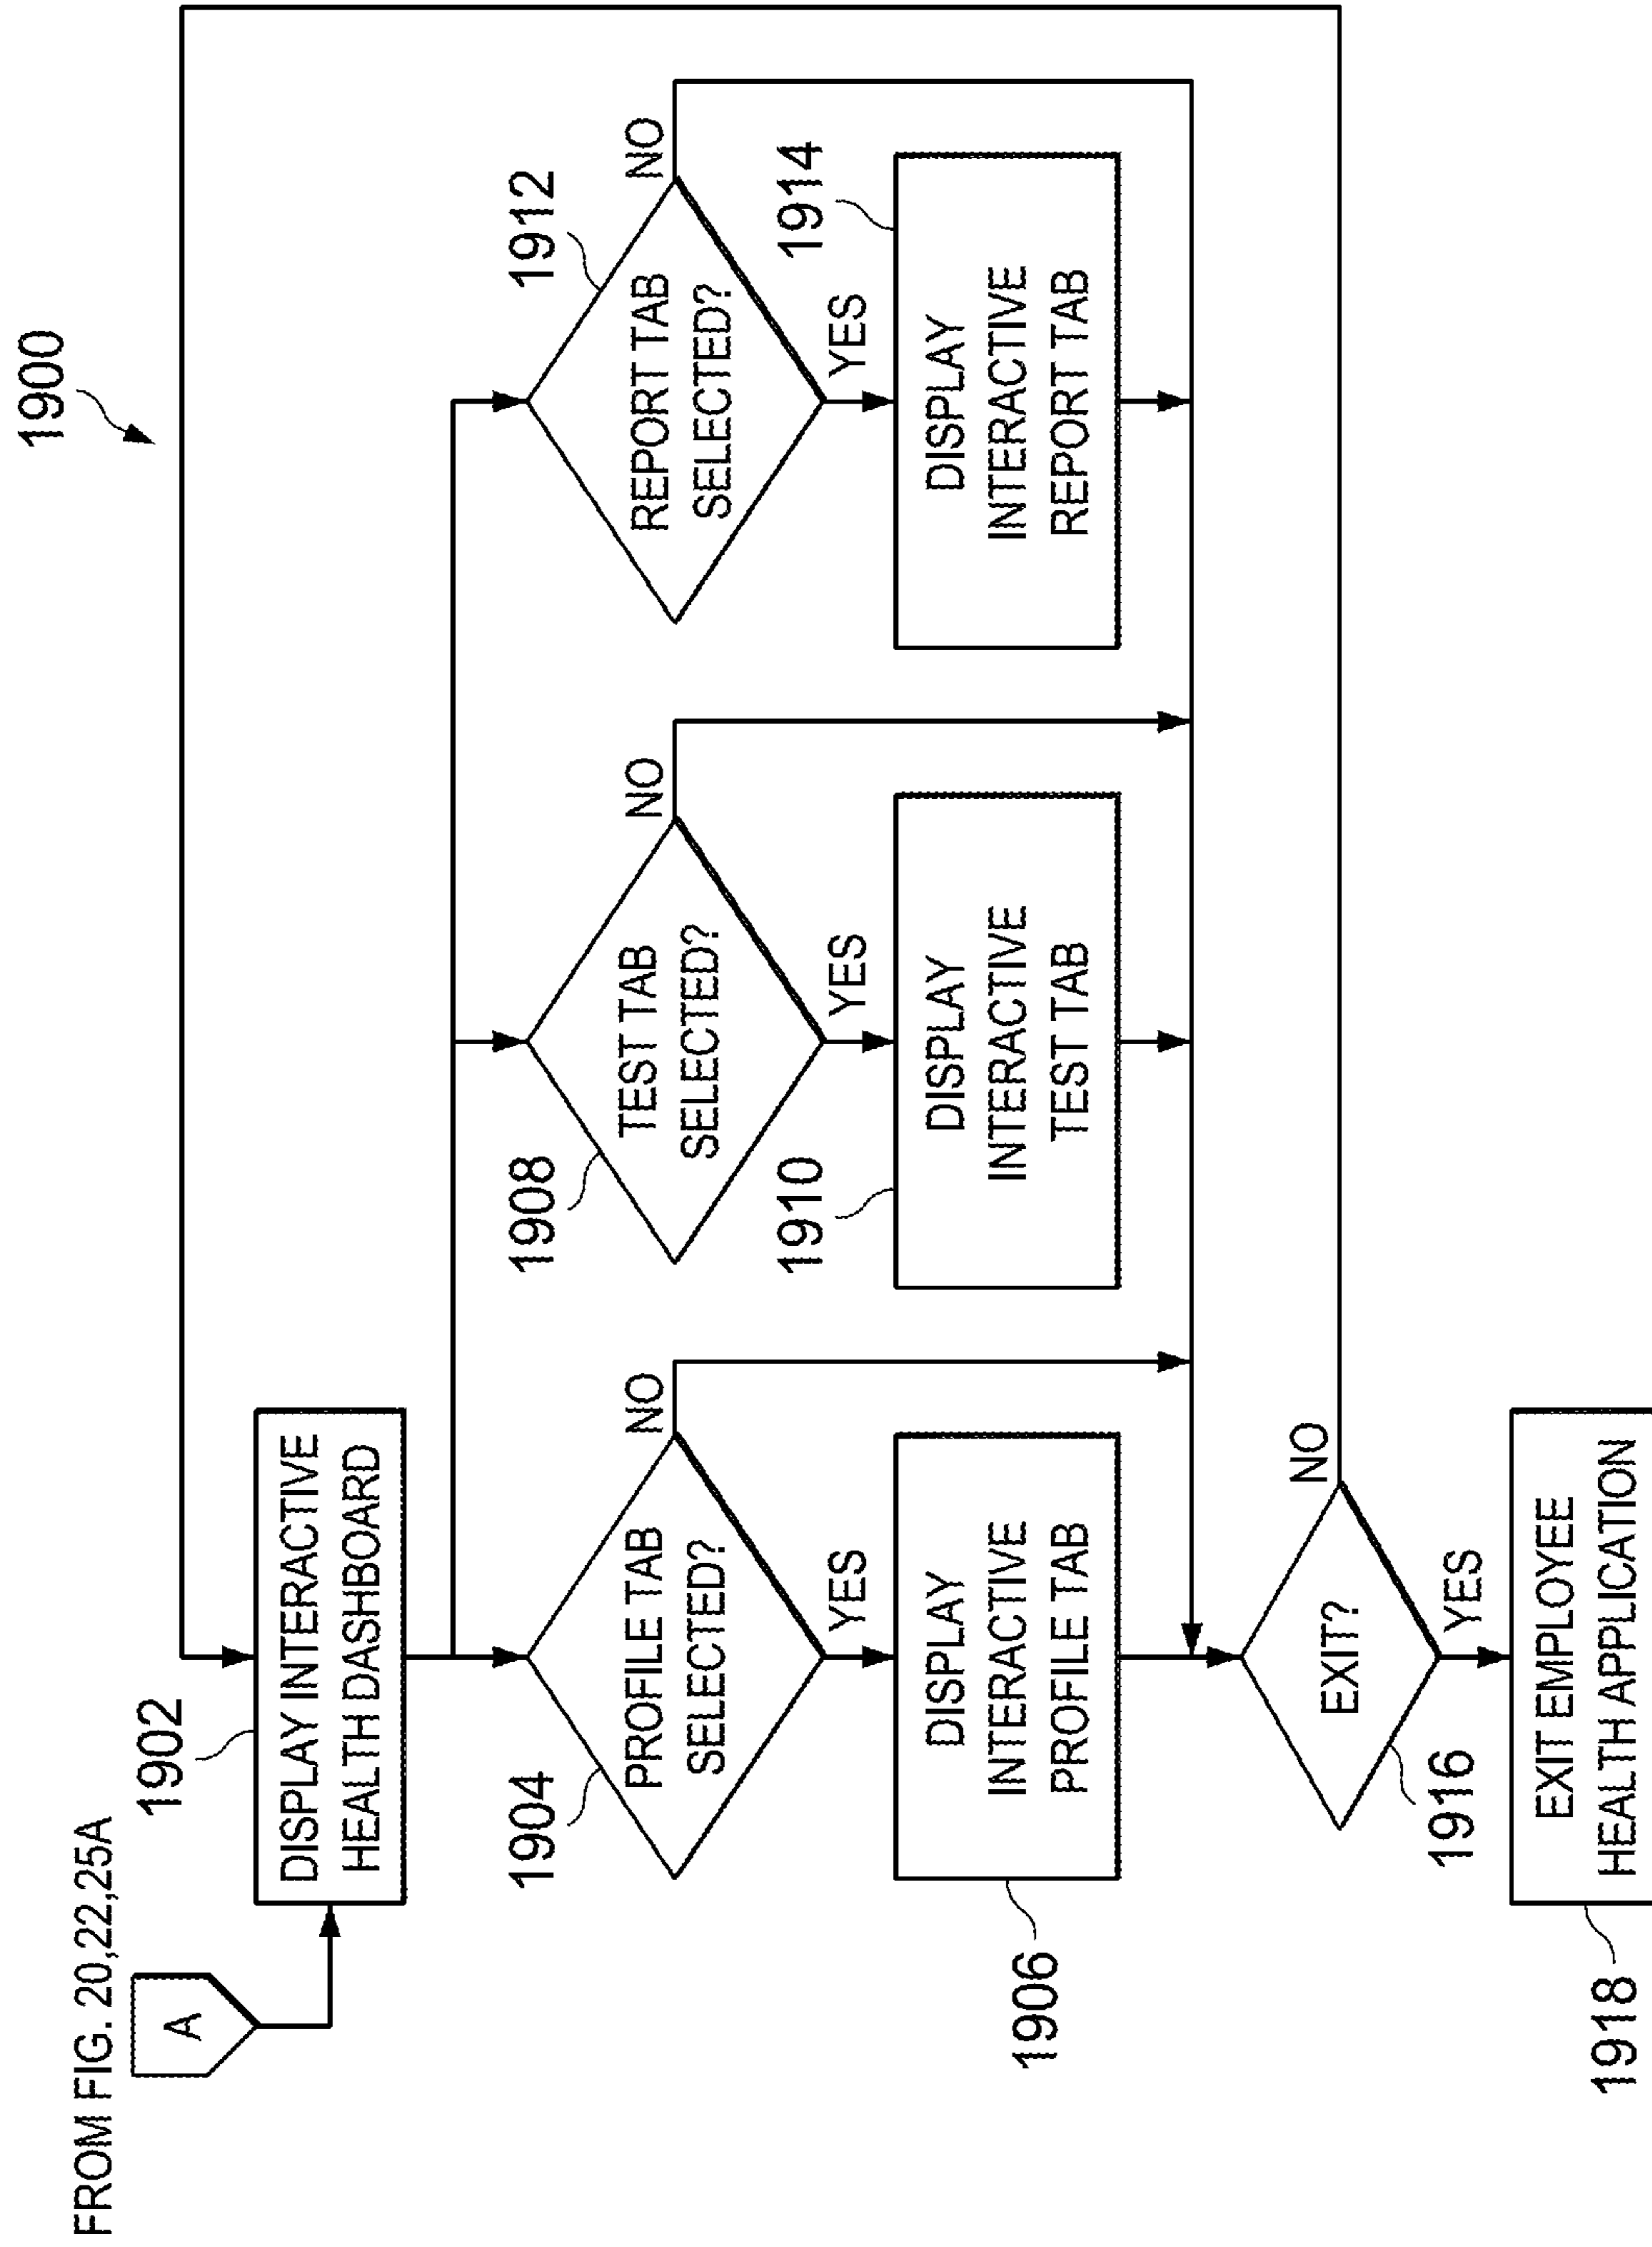 1900
FROM FIG. 20,22,25A
A
1902
DISPLAY INTERACTIVE
HEALTH DASHBOARD
1904
PROFILE TAB
SELECTED?
NO
YES
1908
TEST TAB
SELECTED?
NO
YES
1912
REPORT TAB
SELECTED?
NO
YES
1906
DISPLAY
INTERACTIVE
PROFILE TAB
1910
DISPLAY
INTERACTIVE
TEST TAB
1914
DISPLAY
INTERACTIVE
REPORT TAB
1916
EXIT?
NO
YES
1918
EXIT EMPLOYEE
HEALTH APPLICATION